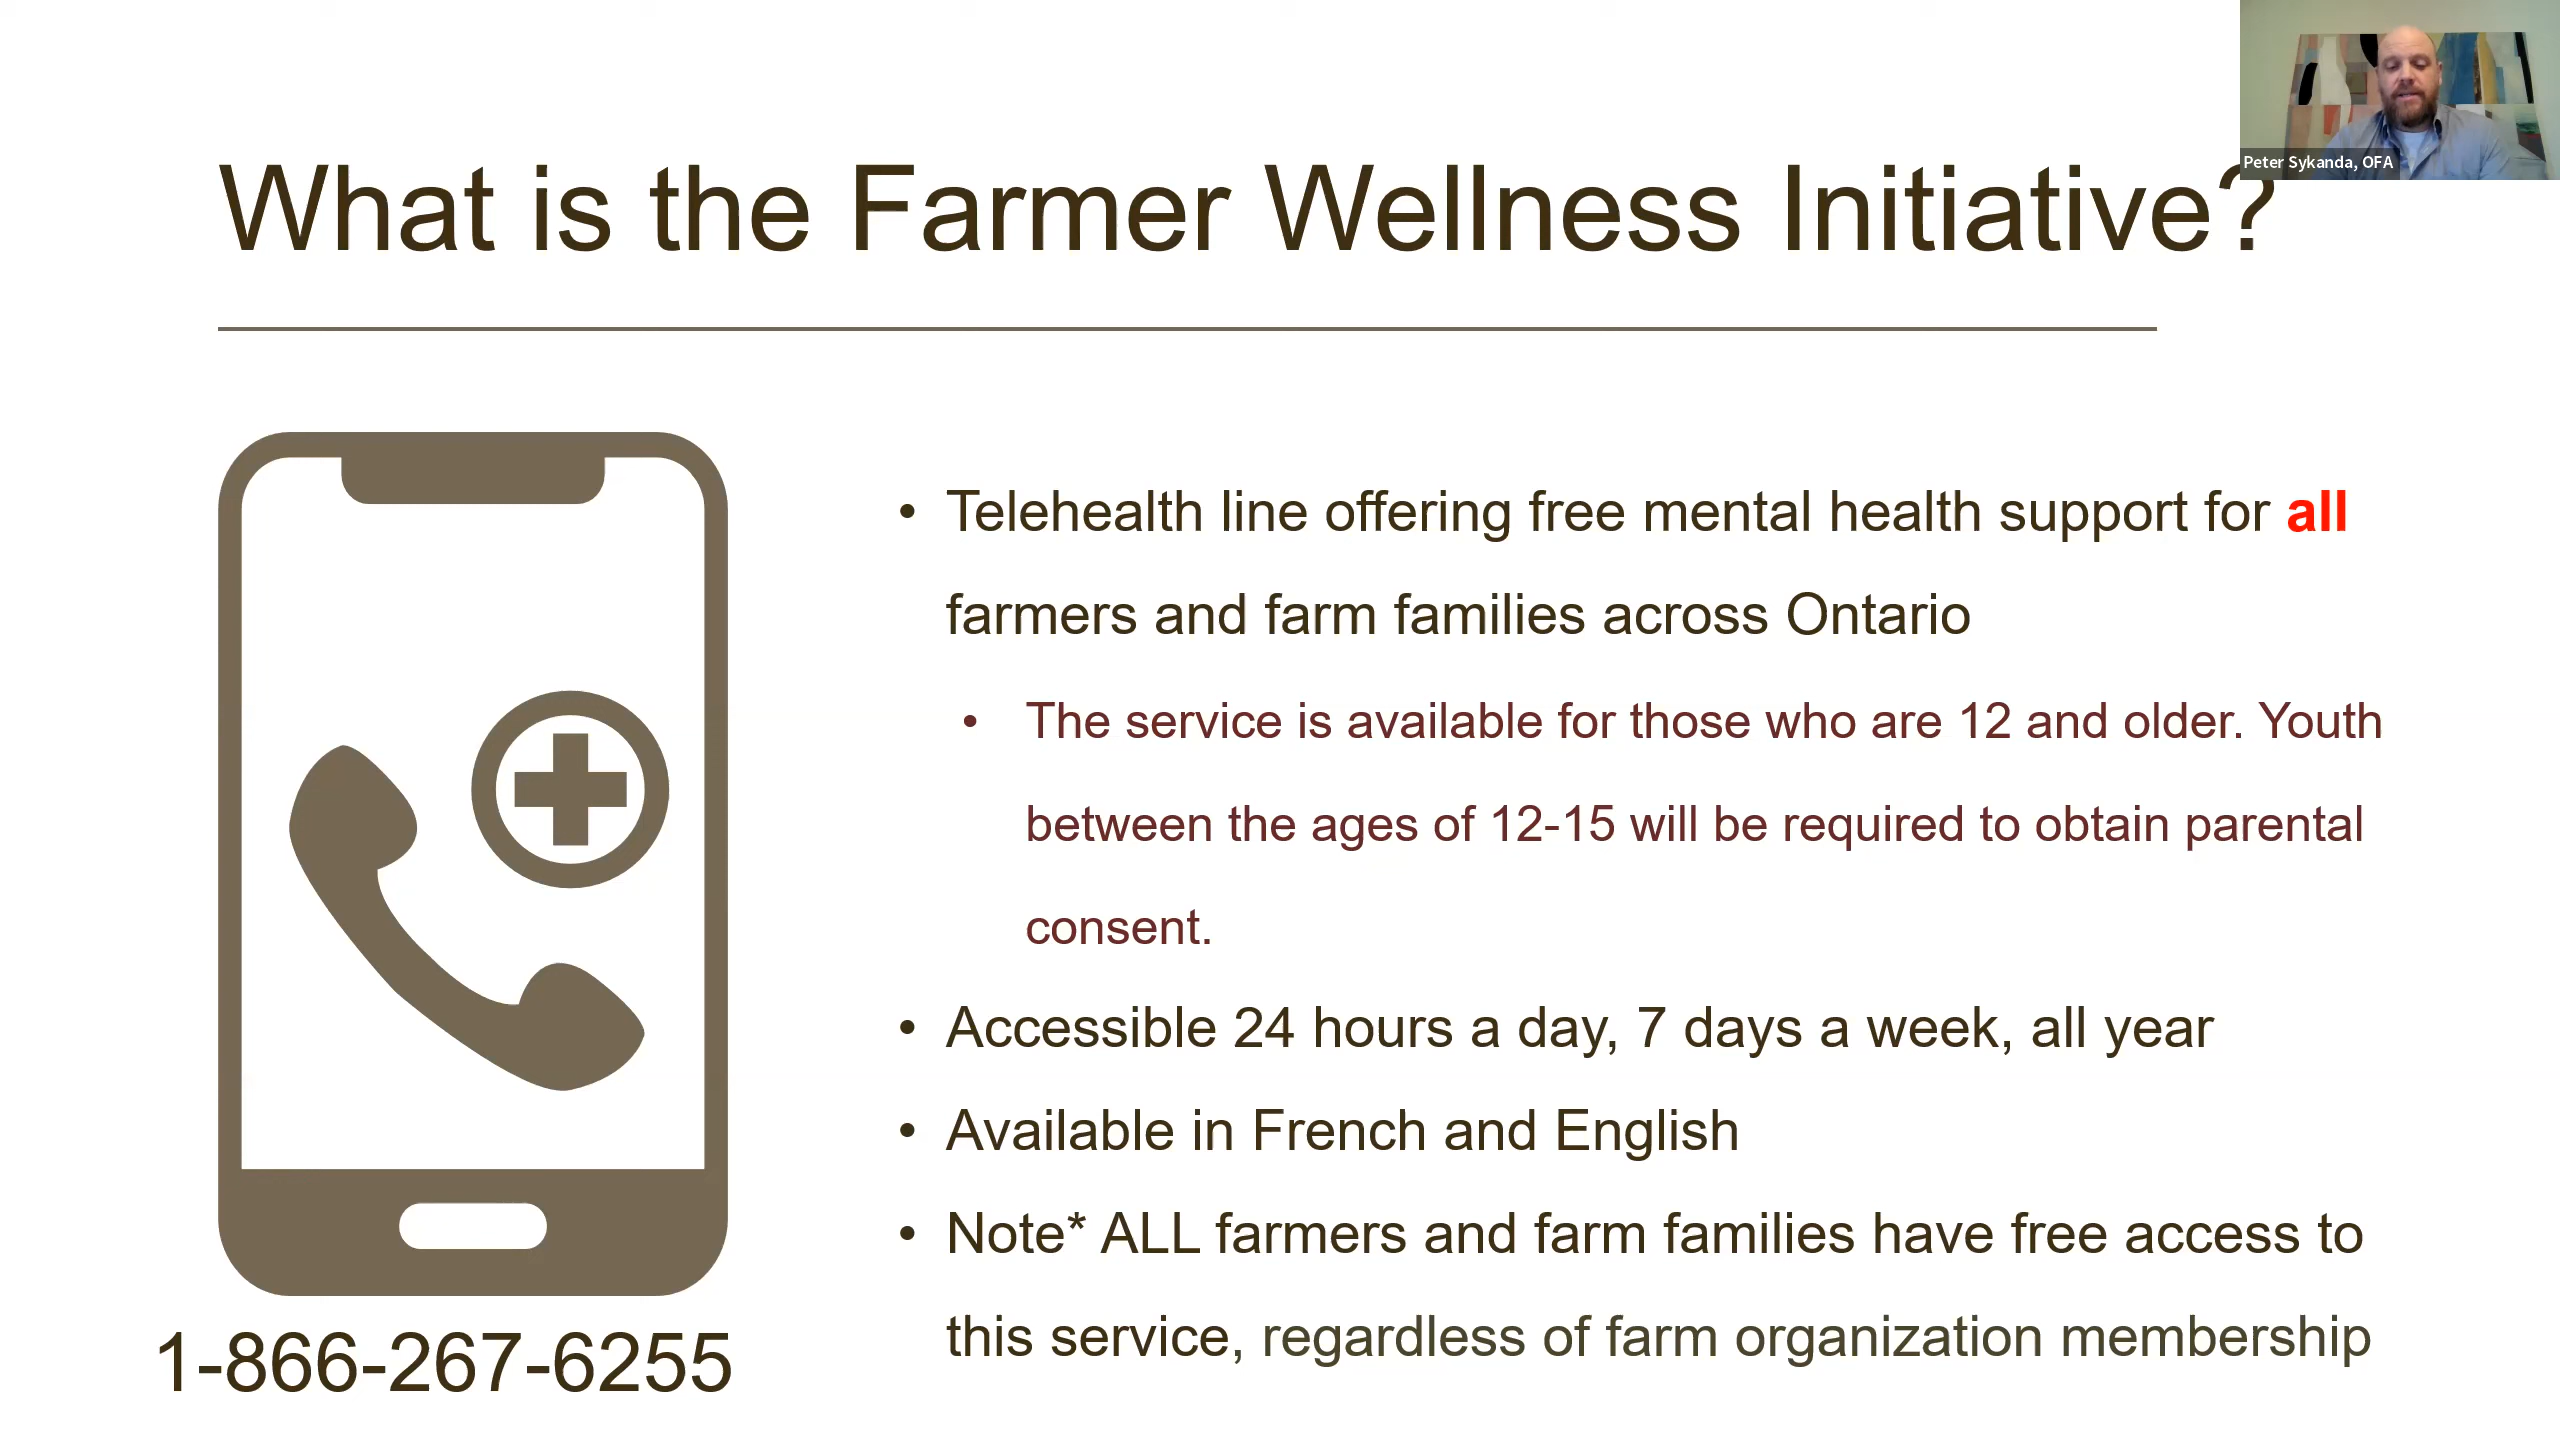 Peter Sykanda, OFA
What is the Farmer Wellness Initiative?
• Telehealth line offering free mental health support for all
farmers and farm families across Ontario
• The service is available for those who are 12 and older. Youth
between the ages of 12-15 will be required to obtain parental
consent.
• Accessible 24 hours a day, 7 days a week, all year
• Available in French and English
• Note* ALL farmers and farm families have free access to
this service, regardless of farm organization membership
1-866-267-6255